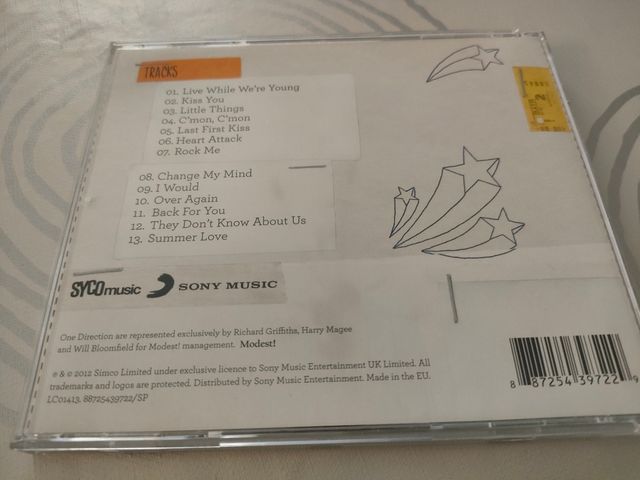 TRACKS
01. Live While We're Young
02. Kiss You
03. Little Things
04. C'mon, C'mon
05. Last First Kiss
06. Heart Attack
07. Rock Me
08. Change My Mind
09. I Would
10. Over Again
11. Back For You
12. They Don't Know About Us
13. Summer Love
SYCOmusic SONY MUSIC
One Direction are represented exclusively by Richard Griffiths, Harry Magee
and Will Bloomfield for Modest! management. Modest!
℗ & © 2012 Simco Limited under exclusive licence to Sony Music Entertainment UK Limited. All
trademarks and logos are protected. Distributed by Sony Music Entertainment. Made in the EU.
LC01413. 88725439722/SP
8 87254 39722 9